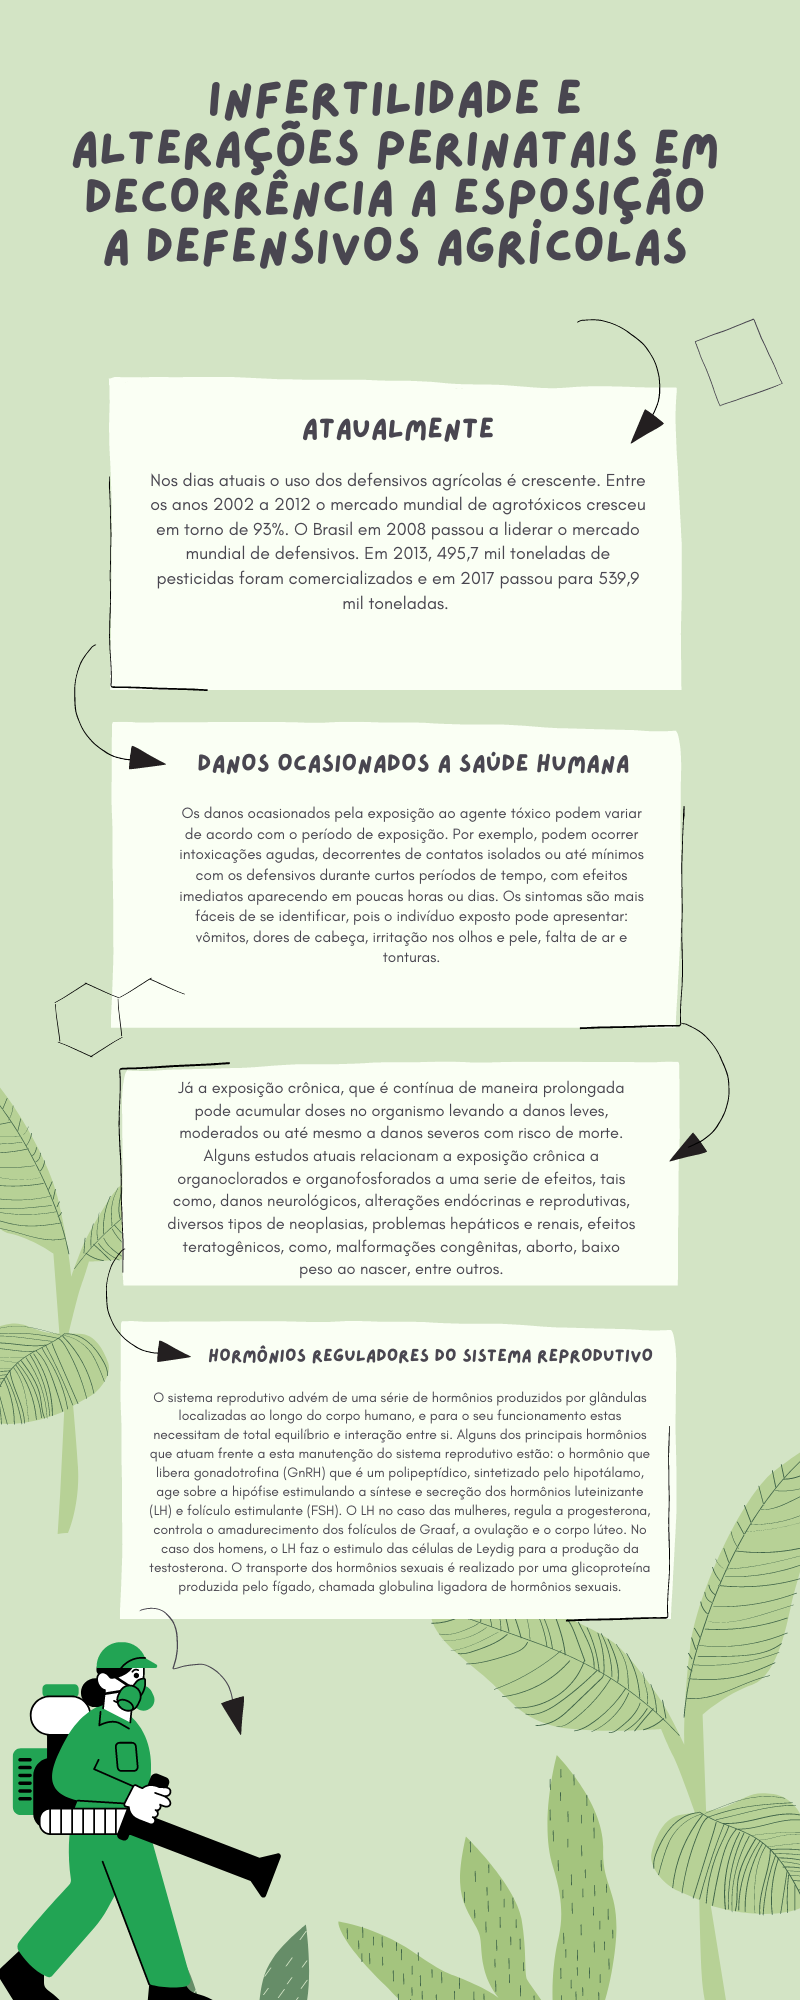 INFERTILIDADE E
ALTERAÇÕES PERINATAIS EM
DECORRÊNCIA A ESPOSIÇÃO
A DEFENSIVOS AGRÍCOLAS
ATAUALMENTE
Nos dias atuais o uso dos defensivos agrícolas é crescente. Entre
os anos 2002 a 2012 o mercado mundial de agrotóxicos cresceu
em torno de 93%. O Brasil em 2008 passou a liderar o mercado
mundial de defensivos. Em 2013, 495,7 mil toneladas de
pesticidas foram comercializados e em 2017 passou para 539,9
mil toneladas.
DANOS OCASIONADOS A SAÚDE HUMANA
Os danos ocasionados pela exposição ao agente tóxico podem variar
de acordo com o período de exposição. Por exemplo, podem ocorrer
intoxicações agudas, decorrentes de contatos isolados ou até mínimos
com os defensivos durante curtos períodos de tempo, com efeitos
imediatos aparecendo em poucas horas ou dias. Os sintomas são mais
fáceis de se identificar, pois o indivíduo exposto pode apresentar:
vômitos, dores de cabeça, irritação nos olhos e pele, falta de ar e
tonturas.
Já a exposição crônica, que é contínua de maneira prolongada
pode acumular doses no organismo levando a danos leves,
moderados ou até mesmo a danos severos com risco de morte.
Alguns estudos atuais relacionam a exposição crônica a
organoclorados e organofosforados a uma serie de efeitos, tais
como, danos neurológicos, alterações endócrinas e reprodutivas,
diversos tipos de neoplasias, problemas hepáticos e renais, efeitos
teratogênicos, como, malformações congênitas, aborto, baixo
peso ao nascer, entre outros.
HORMÔNIOS REGULADORES DO SISTEMA REPRODUTIVO
O sistema reprodutivo advém de uma série de hormônios produzidos por glândulas
localizadas ao longo do corpo humano, e para o seu funcionamento estas
necessitam de total equilíbrio e interação entre si. Alguns dos principais hormônios
que atuam frente a esta manutenção do sistema reprodutivo estão: o hormônio que
libera gonadotrofina (GnRH) que é um polipeptídico, sintetizado pelo hipotálamo,
age sobre a hipófise estimulando a síntese e secreção dos hormônios luteinizante
(LH) e folículo estimulante (FSH). O LH no caso das mulheres, regula a progesterona,
controla o amadurecimento dos folículos de Graaf, a ovulação e o corpo lúteo. No
caso dos homens, o LH faz o estimulo das células de Leydig para a produção da
testosterona. O transporte dos hormônios sexuais é realizado por uma glicoproteína
produzida pelo fígado, chamada globulina ligadora de hormônios sexuais.